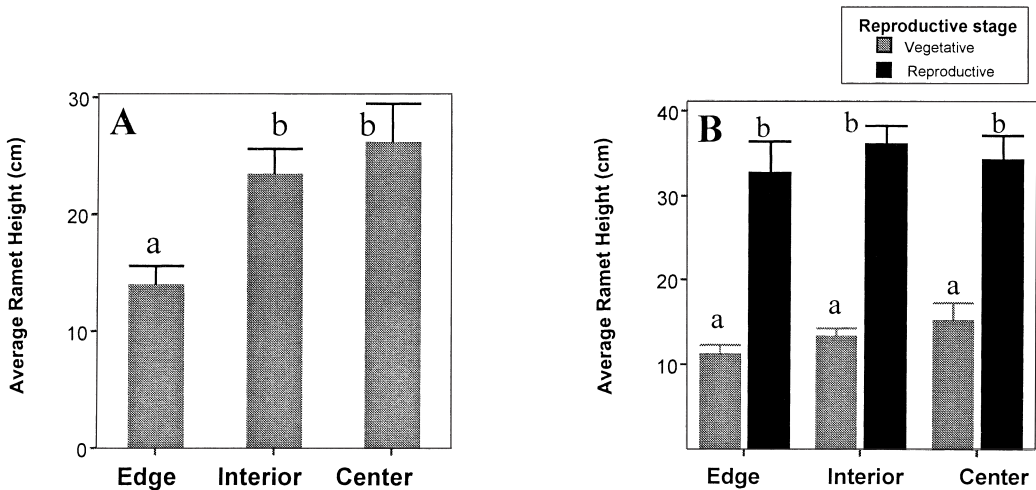 Reproductive stage
Vegetative
Reproductive
A
Average Ramet Height (cm)
30
20
10
0
a
b
b
Edge Interior Center
B
Average Ramet Height (cm)
40
30
20
10
a
b
a
b
a
b
Edge Interior Center